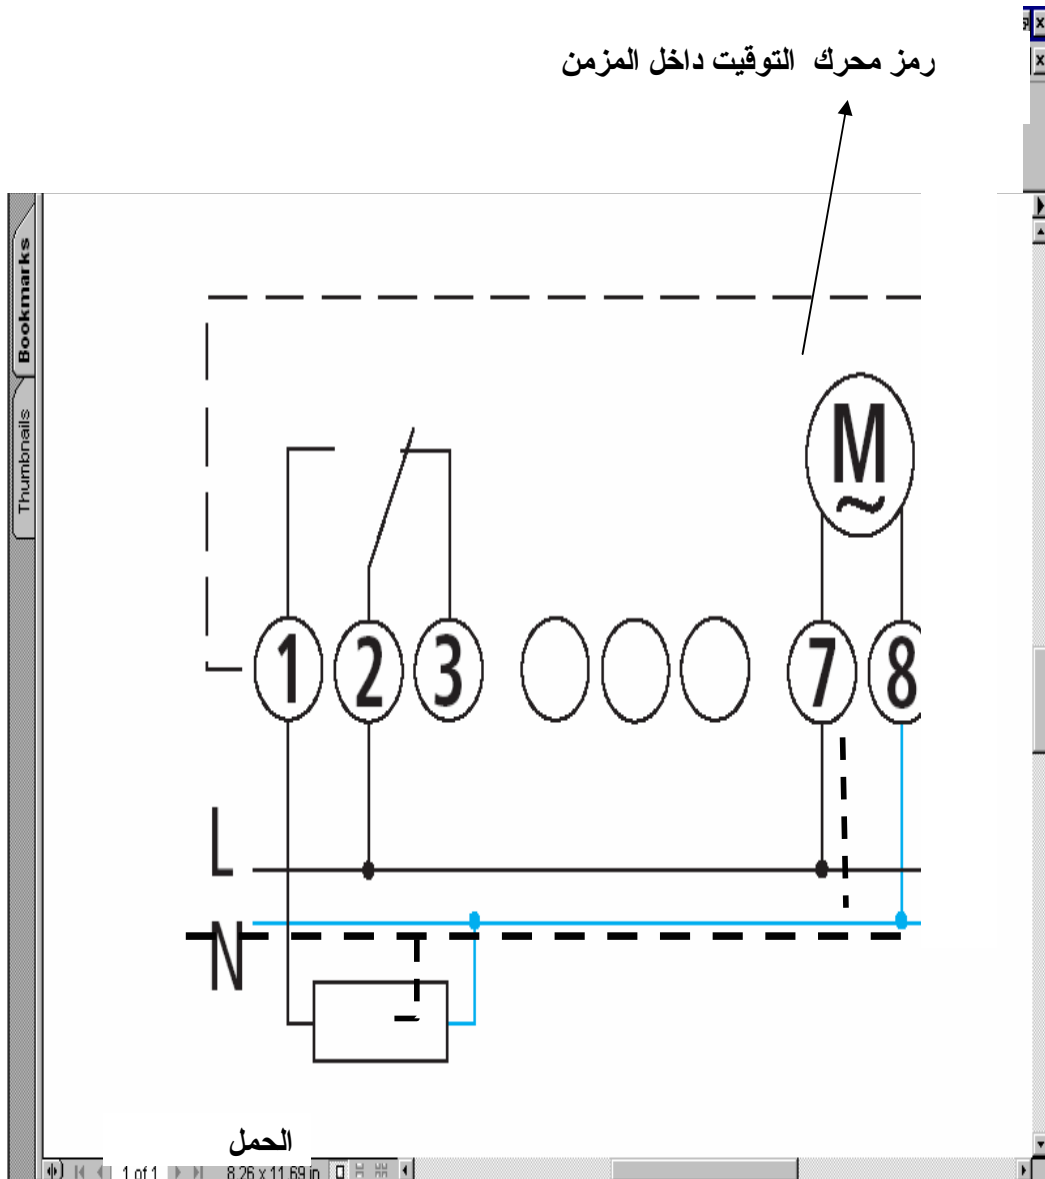 رمز محرك التوقيت داخل المزمن
Bookmarks
Thumbnails
M
1 2 3 7 8
L
N
الحمل
1 of 1 8.26 x 11.69 in